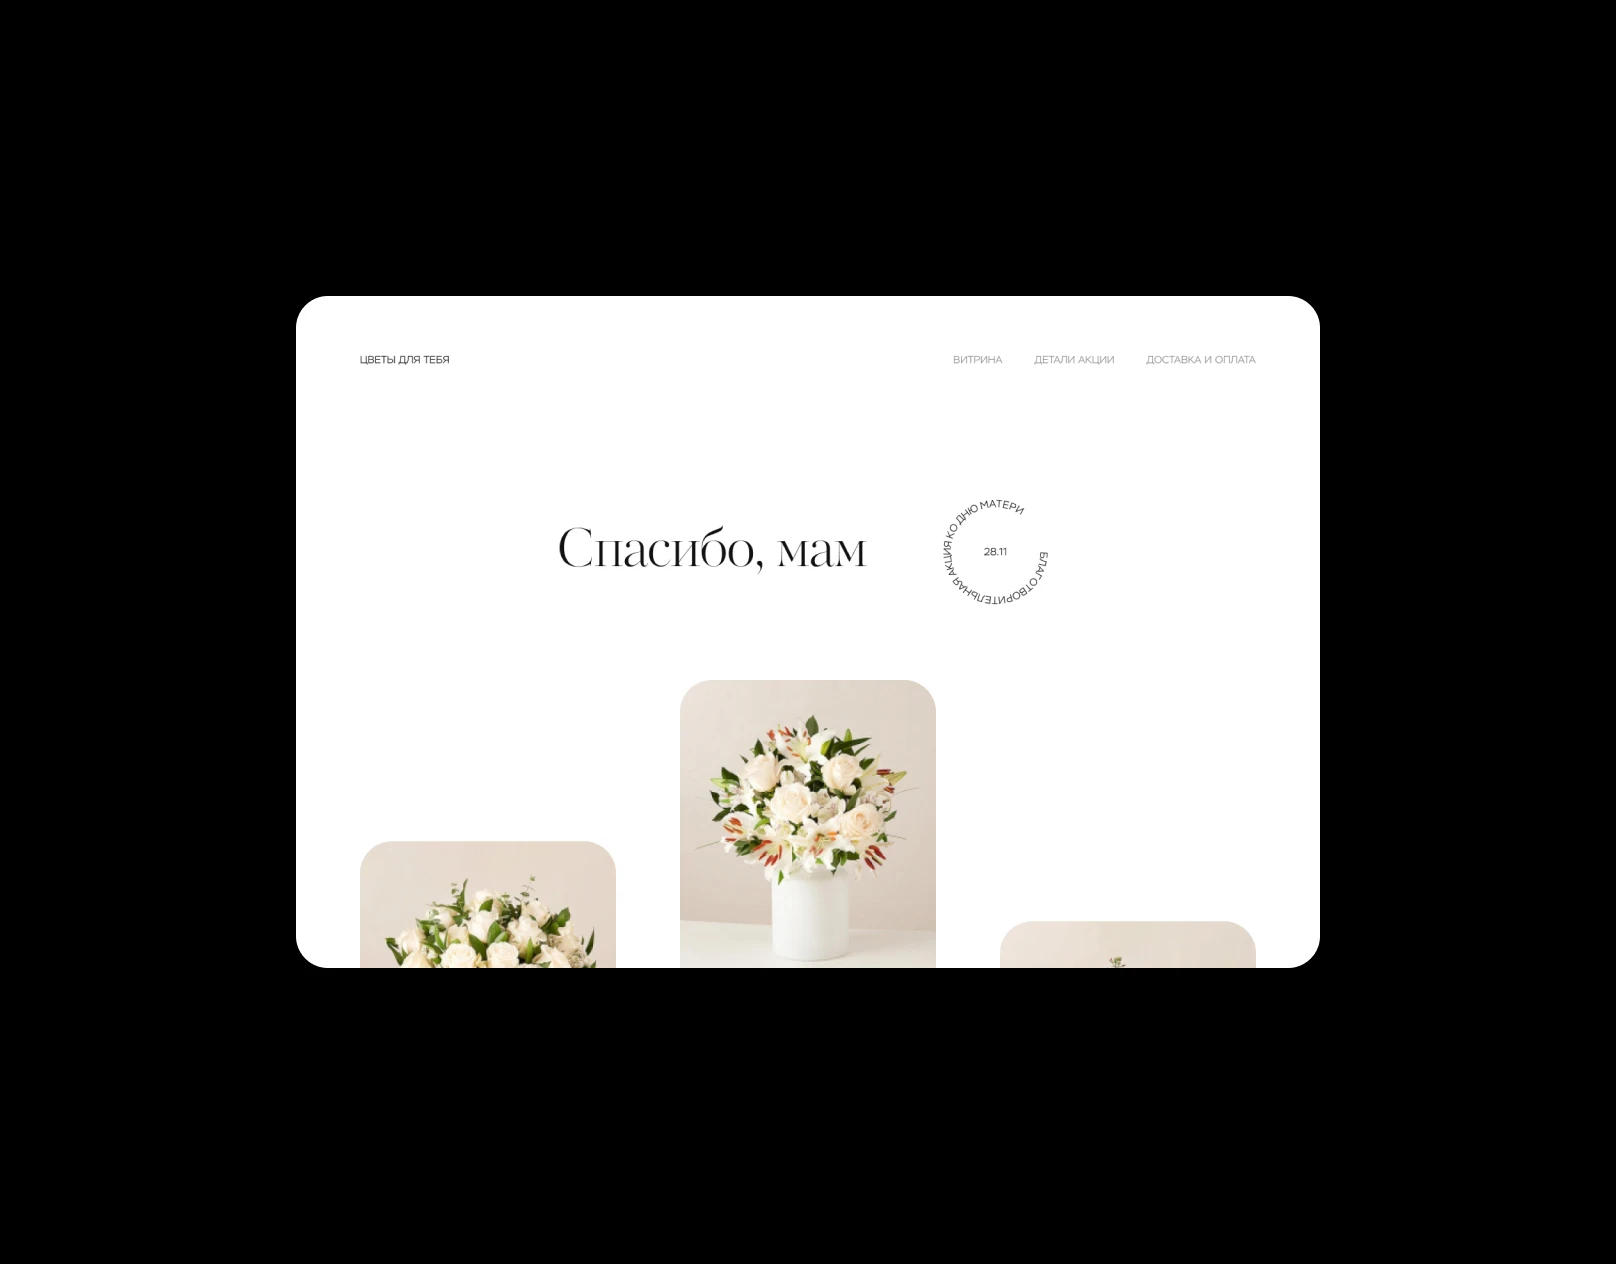 ЦВЕТЫ ДЛЯ ТЕБЯ
ВИТРИНА
ДЕТАЛИ АКЦИИ
ДОСТАВКА И ОПЛАТА
Спасибо, мам
БЛАГОТВОРИТЕЛЬНАЯ АКЦИЯ КО ДНЮ МАТЕРИ
28.11